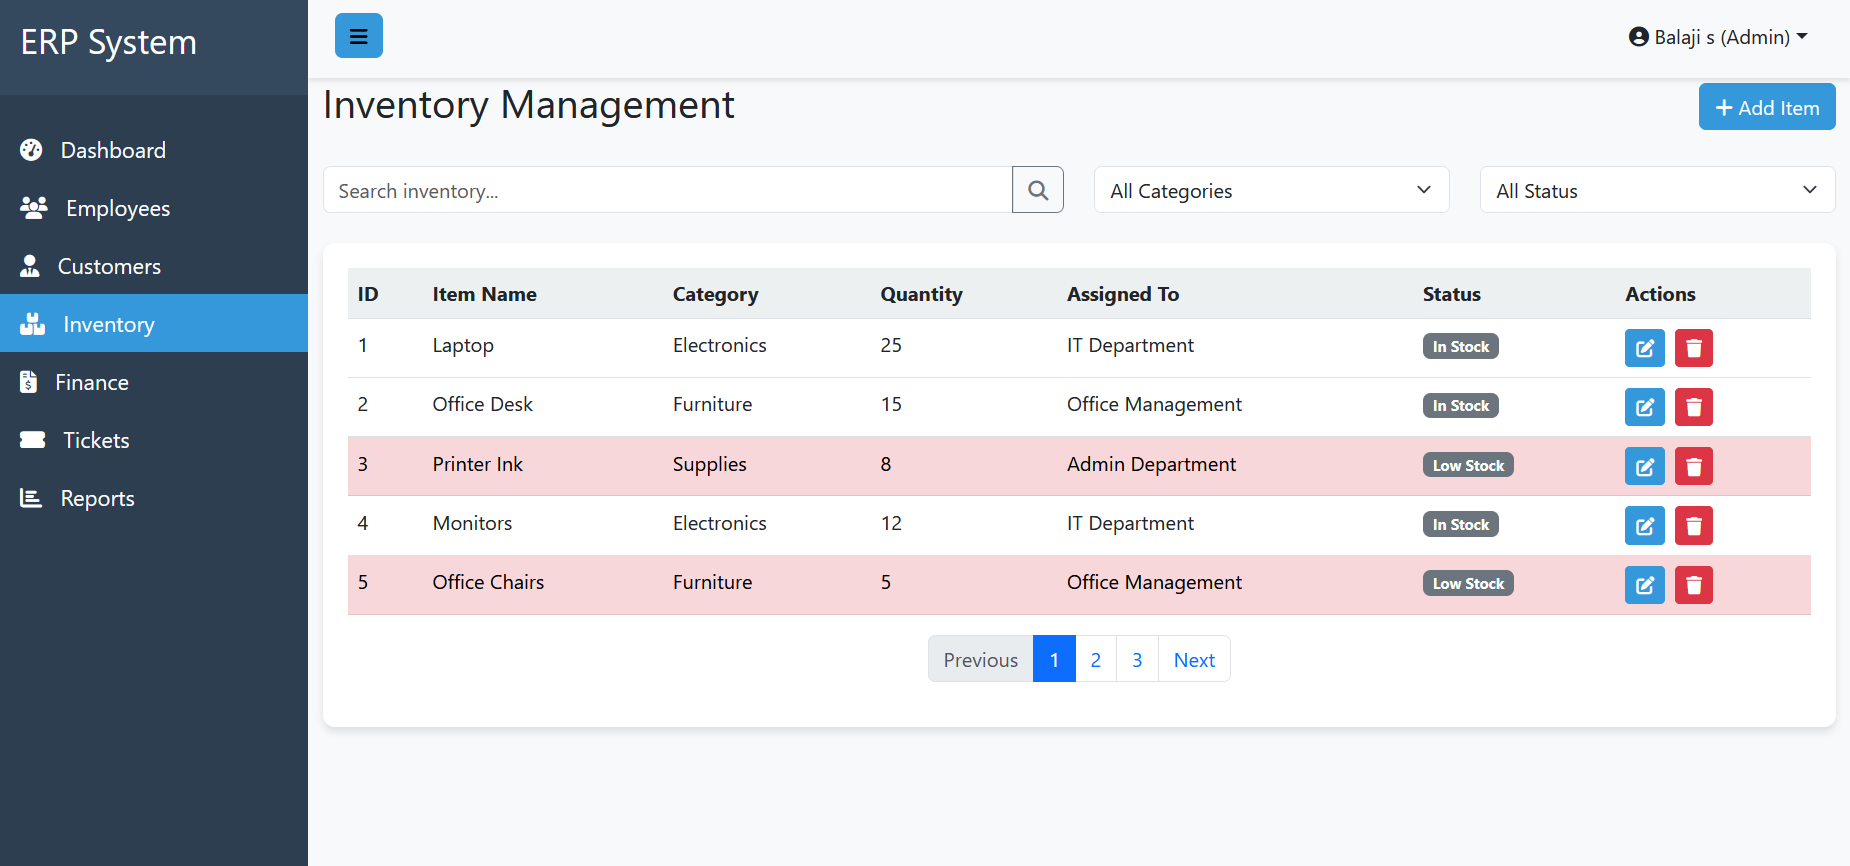 ERP System
Balaji s (Admin)
Dashboard
Employees
Customers
Inventory
Finance
Tickets
Reports
Inventory Management
Add Item
Search inventory...
All Categories
All Status
ID Item Name Category Quantity Assigned To Status Actions
1 Laptop Electronics 25 IT Department In Stock
2 Office Desk Furniture 15 Office Management In Stock
3 Printer Ink Supplies 8 Admin Department Low Stock
4 Monitors Electronics 12 IT Department In Stock
5 Office Chairs Furniture 5 Office Management Low Stock
Previous 1 2 3 Next